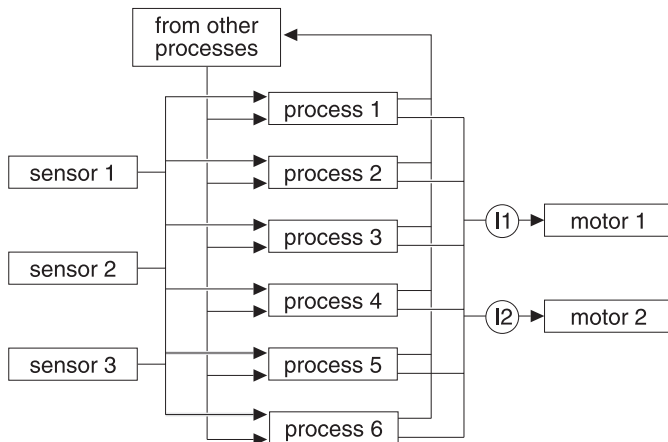 from other
processes
process 1
process 2
sensor 1
process 3
I1
motor 1
sensor 2
process 4
I2
motor 2
sensor 3
process 5
process 6